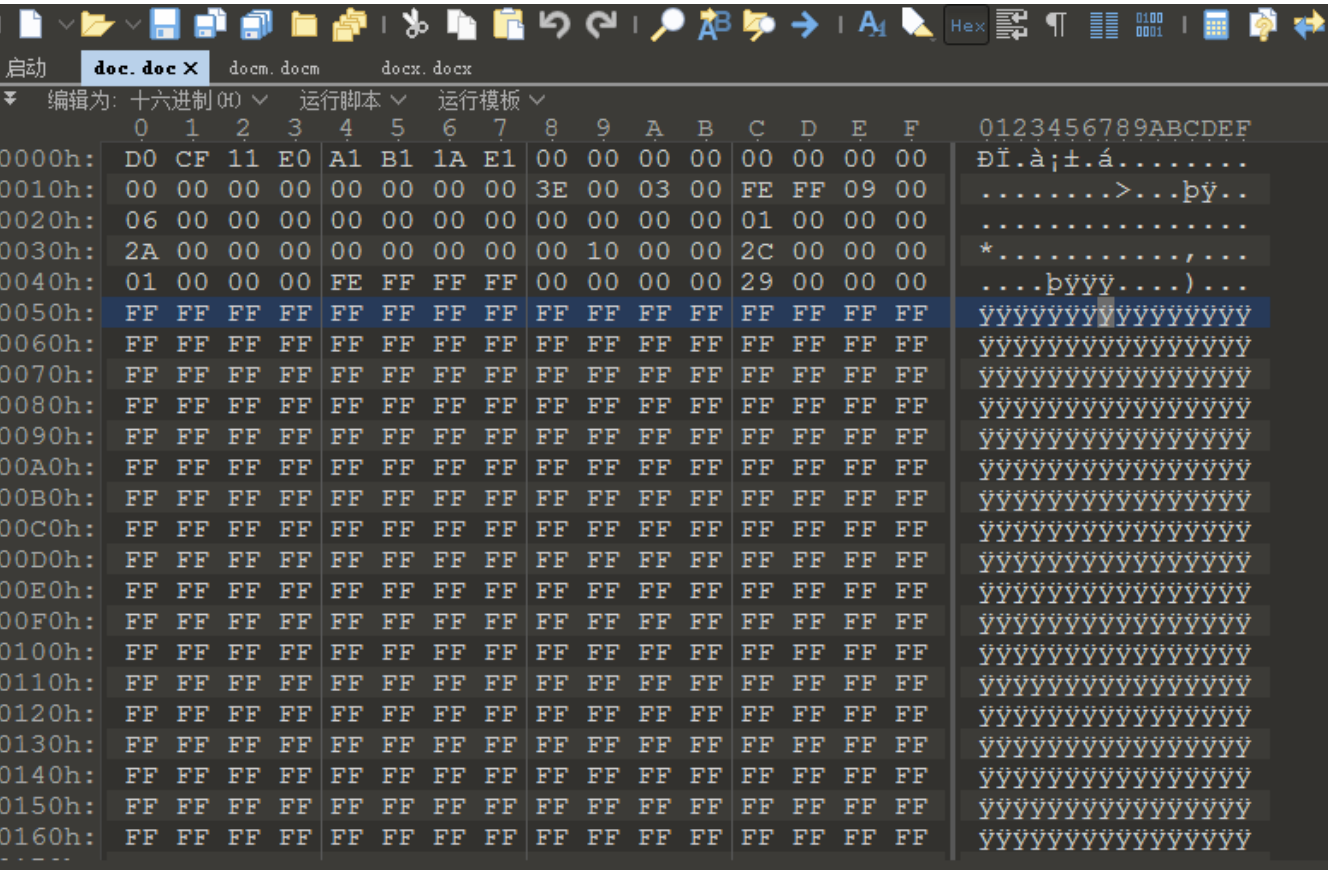 Hex
启动 doc.doc X docm.docm docx.docx
编辑为: 十六进制(H) 运行脚本 运行模板
0 1 2 3 4 5 6 7 8 9 A B C D E F 0123456789ABCDEF
0000h: D0 CF 11 E0 A1 B1 1A E1 00 00 00 00 00 00 00 00 ÐÏ.à¡±.á........
0010h: 00 00 00 00 00 00 00 00 3E 00 03 00 FE FF 09 00 ........>...þÿ..
0020h: 06 00 00 00 00 00 00 00 00 00 00 00 01 00 00 00 ................
0030h: 2A 00 00 00 00 00 00 00 00 10 00 00 2C 00 00 00 *...........,...
0040h: 01 00 00 00 FE FF FF FF 00 00 00 00 29 00 00 00 ....þÿÿÿ....)...
0050h: FF FF FF FF FF FF FF FF FF FF FF FF FF FF FF FF ÿÿÿÿÿÿÿÿÿÿÿÿÿÿÿÿ
0060h: FF FF FF FF FF FF FF FF FF FF FF FF FF FF FF FF ÿÿÿÿÿÿÿÿÿÿÿÿÿÿÿÿ
0070h: FF FF FF FF FF FF FF FF FF FF FF FF FF FF FF FF ÿÿÿÿÿÿÿÿÿÿÿÿÿÿÿÿ
0080h: FF FF FF FF FF FF FF FF FF FF FF FF FF FF FF FF ÿÿÿÿÿÿÿÿÿÿÿÿÿÿÿÿ
0090h: FF FF FF FF FF FF FF FF FF FF FF FF FF FF FF FF ÿÿÿÿÿÿÿÿÿÿÿÿÿÿÿÿ
00A0h: FF FF FF FF FF FF FF FF FF FF FF FF FF FF FF FF ÿÿÿÿÿÿÿÿÿÿÿÿÿÿÿÿ
00B0h: FF FF FF FF FF FF FF FF FF FF FF FF FF FF FF FF ÿÿÿÿÿÿÿÿÿÿÿÿÿÿÿÿ
00C0h: FF FF FF FF FF FF FF FF FF FF FF FF FF FF FF FF ÿÿÿÿÿÿÿÿÿÿÿÿÿÿÿÿ
00D0h: FF FF FF FF FF FF FF FF FF FF FF FF FF FF FF FF ÿÿÿÿÿÿÿÿÿÿÿÿÿÿÿÿ
00E0h: FF FF FF FF FF FF FF FF FF FF FF FF FF FF FF FF ÿÿÿÿÿÿÿÿÿÿÿÿÿÿÿÿ
00F0h: FF FF FF FF FF FF FF FF FF FF FF FF FF FF FF FF ÿÿÿÿÿÿÿÿÿÿÿÿÿÿÿÿ
0100h: FF FF FF FF FF FF FF FF FF FF FF FF FF FF FF FF ÿÿÿÿÿÿÿÿÿÿÿÿÿÿÿÿ
0110h: FF FF FF FF FF FF FF FF FF FF FF FF FF FF FF FF ÿÿÿÿÿÿÿÿÿÿÿÿÿÿÿÿ
0120h: FF FF FF FF FF FF FF FF FF FF FF FF FF FF FF FF ÿÿÿÿÿÿÿÿÿÿÿÿÿÿÿÿ
0130h: FF FF FF FF FF FF FF FF FF FF FF FF FF FF FF FF ÿÿÿÿÿÿÿÿÿÿÿÿÿÿÿÿ
0140h: FF FF FF FF FF FF FF FF FF FF FF FF FF FF FF FF ÿÿÿÿÿÿÿÿÿÿÿÿÿÿÿÿ
0150h: FF FF FF FF FF FF FF FF FF FF FF FF FF FF FF FF ÿÿÿÿÿÿÿÿÿÿÿÿÿÿÿÿ
0160h: FF FF FF FF FF FF FF FF FF FF FF FF FF FF FF FF ÿÿÿÿÿÿÿÿÿÿÿÿÿÿÿÿ